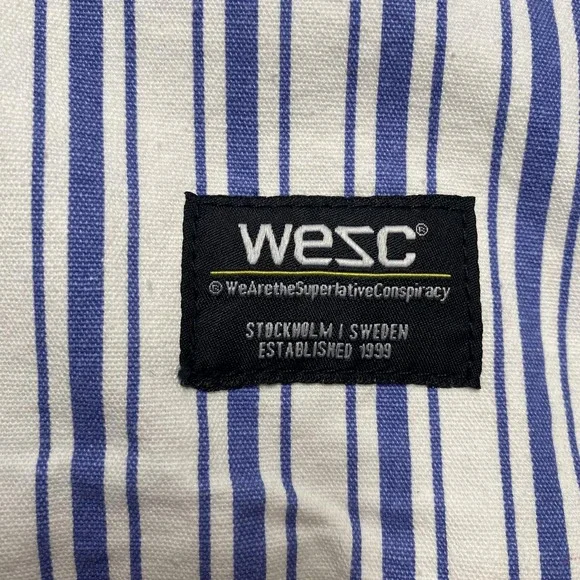 wesc®
©WeAretheSuperlativeConspiracy
STOCKHOLM / SWEDEN
ESTABLISHED 1999